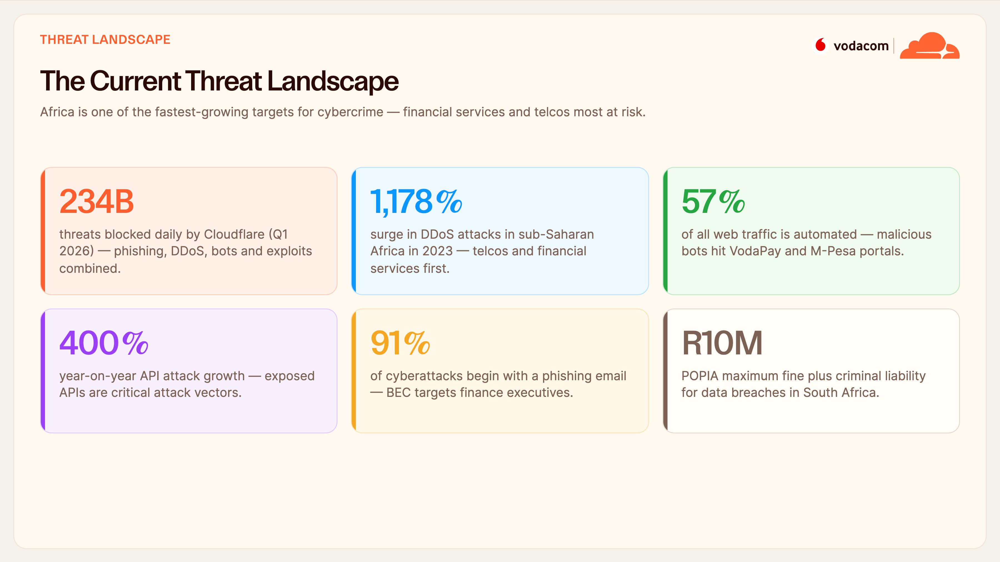 THREAT LANDSCAPE
vodacom
The Current Threat Landscape
Africa is one of the fastest-growing targets for cybercrime — financial services and telcos most at risk.
234B
threats blocked daily by Cloudflare (Q1
2026) — phishing, DDoS, bots and exploits
combined.
1,178%
surge in DDoS attacks in sub-Saharan
Africa in 2023 — telcos and financial
services first.
57%
of all web traffic is automated — malicious
bots hit VodaPay and M-Pesa portals.
400%
year-on-year API attack growth — exposed
APIs are critical attack vectors.
91%
of cyberattacks begin with a phishing email
— BEC targets finance executives.
R10M
POPIA maximum fine plus criminal liability
for data breaches in South Africa.